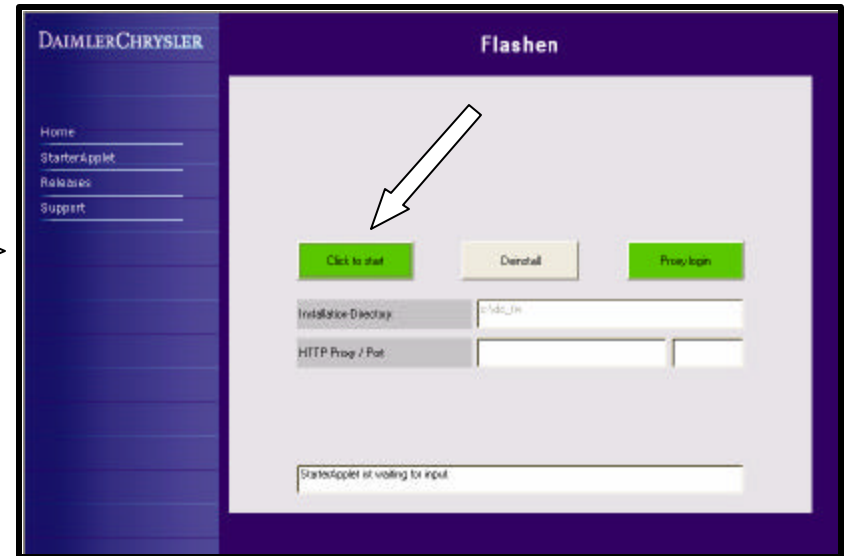 DAIMLERCHRYSLER
Flashen
Home
StarterApplet
Releases
Support
Click to start
Deinstall
Proxy login
Installation Directory:
HTTP Proxy / Port
StarterApplet ist waiting for input